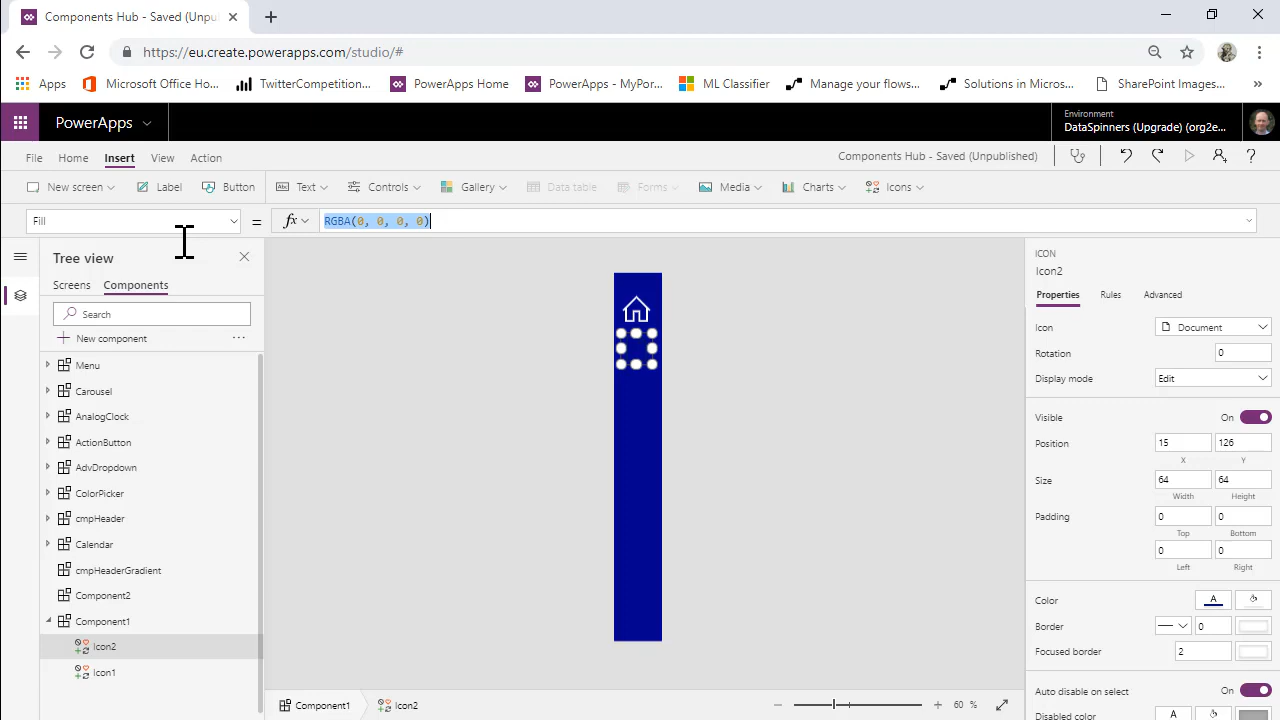 Components Hub - Saved (Unpu
https://eu.create.powerapps.com/studio/#
Apps
Microsoft Office Ho...
TwitterCompetition...
PowerApps Home
PowerApps - MyPor...
ML Classifier
Manage your flows...
Solutions in Micros...
SharePoint Images...
»
PowerApps
Environment
DataSpinners (Upgrade) (org2e...
File
Home
Insert
View
Action
Components Hub - Saved (Unpublished)
New screen
Label
Button
Text
Controls
Gallery
Data table
Forms
Media
Charts
Icons
Fill
=
fx
RGBA(0, 0, 0, 0)
Tree view
Screens
Components
Search
New component
...
Menu
Carousel
AnalogClock
ActionButton
AdvDropdown
ColorPicker
cmpHeader
Calendar
cmpHeaderGradient
Component2
Component1
Icon2
Icon1
ICON
Icon2
Properties
Rules
Advanced
Icon
Document
Rotation
0
Display mode
Edit
Visible
On
Position
15
126
X
Y
Size
64
64
Width
Height
Padding
0
0
Top
Bottom
0
0
Left
Right
Color
A
Border
0
Focused border
2
Auto disable on select
On
Disabled color
A
Component1
Icon2
60 %